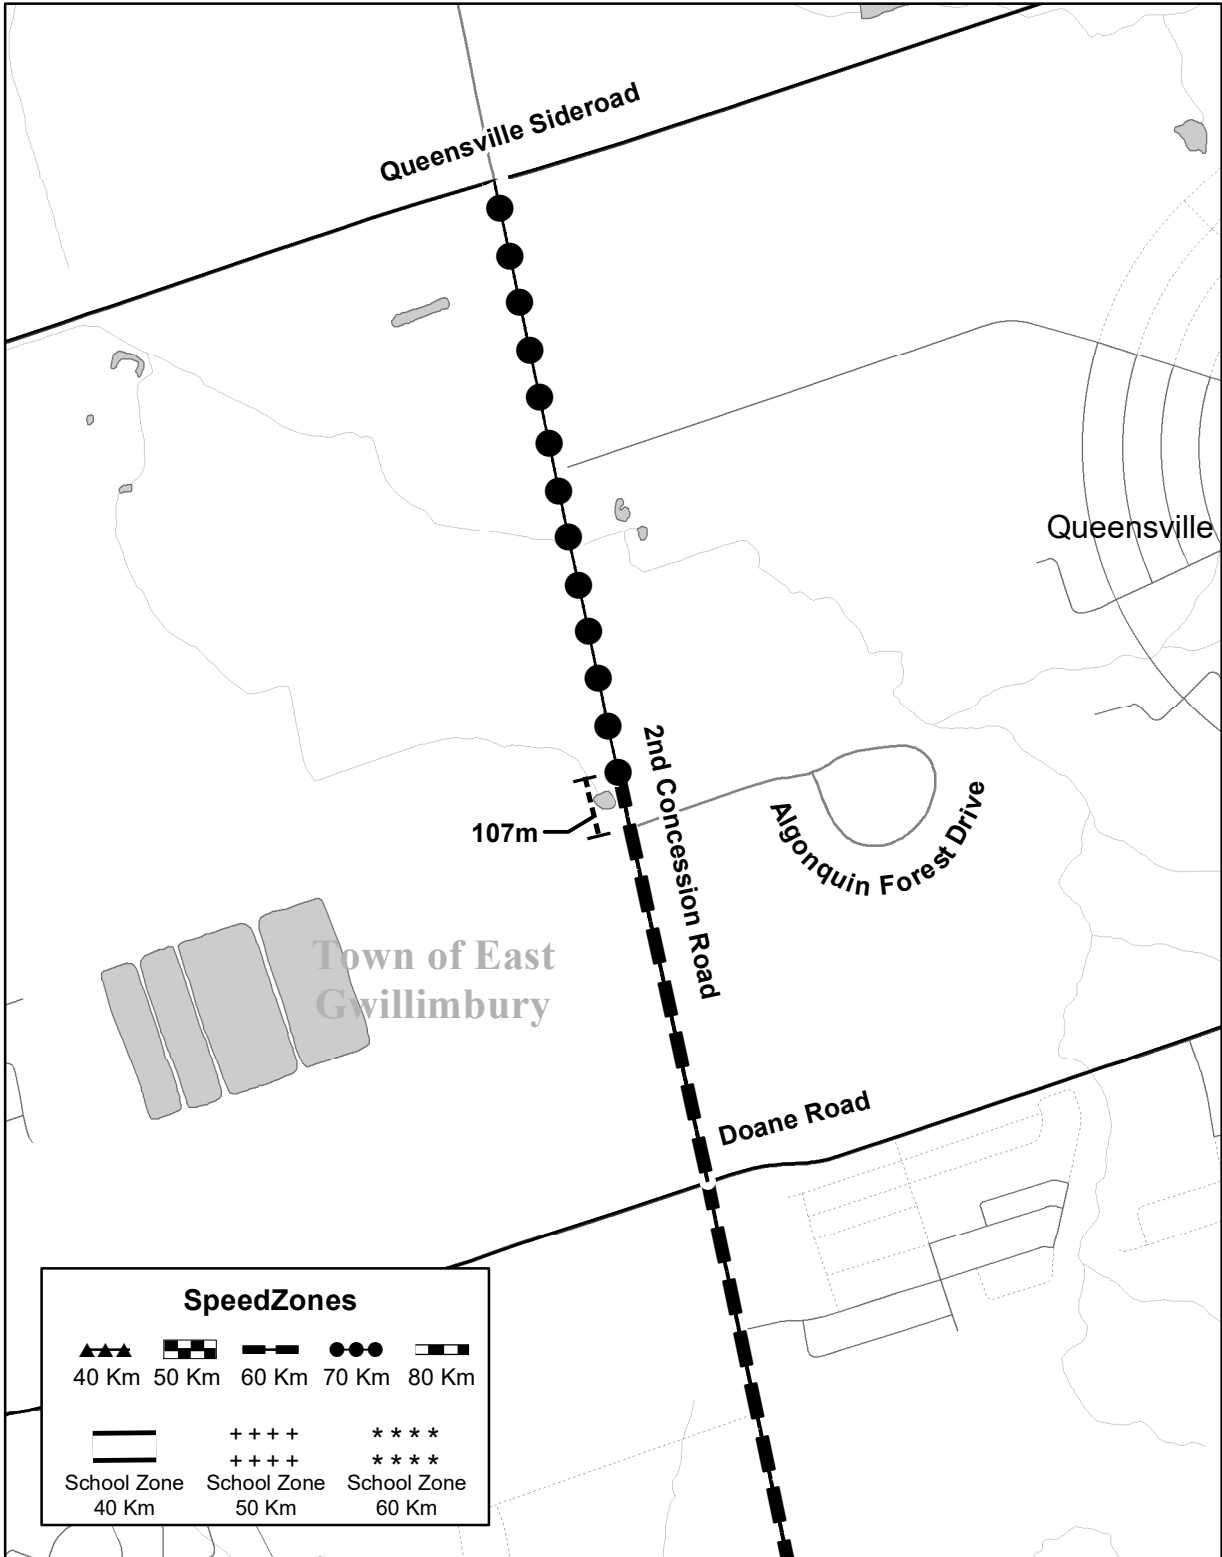 Queensville Sideroad
Queensville
2nd Concession Road
107m
Algonquin Forest Drive
Town of East
Gwillimbury
Doane Road
SpeedZones
40 Km 50 Km 60 Km 70 Km 80 Km
++++ ****
++++ ****
School Zone School Zone School Zone
40 Km 50 Km 60 Km